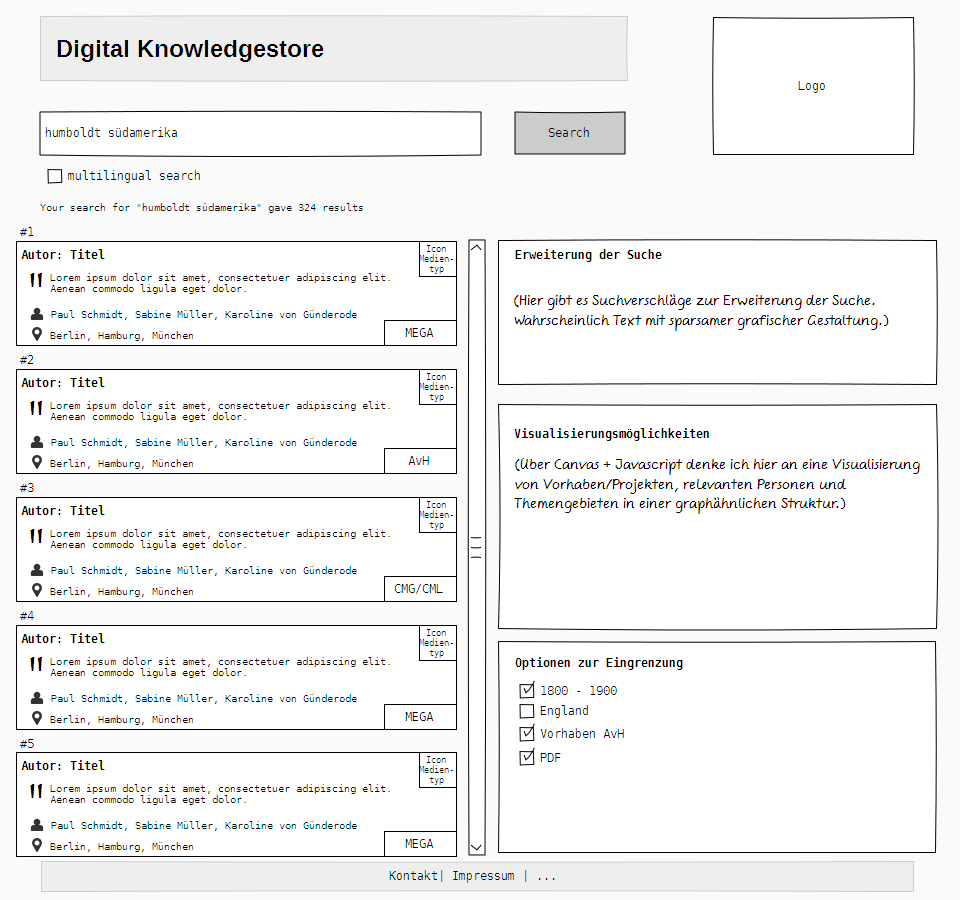 Digital Knowledgestore
Logo
humboldt südamerika
Search
multilingual search
Your search for "humboldt südamerika" gave 324 results
#1
Autor: Titel
Icon
Medien-
typ
Lorem ipsum dolor sit amet, consectetuer adipiscing elit.
Aenean commodo ligula eget dolor.
Paul Schmidt, Sabine Müller, Karoline von Günderode
Berlin, Hamburg, München
MEGA
#2
Autor: Titel
Icon
Medien-
typ
Lorem ipsum dolor sit amet, consectetuer adipiscing elit.
Aenean commodo ligula eget dolor.
Paul Schmidt, Sabine Müller, Karoline von Günderode
Berlin, Hamburg, München
AvH
#3
Autor: Titel
Icon
Medien-
typ
Lorem ipsum dolor sit amet, consectetuer adipiscing elit.
Aenean commodo ligula eget dolor.
Paul Schmidt, Sabine Müller, Karoline von Günderode
Berlin, Hamburg, München
CMG/CML
#4
Autor: Titel
Icon
Medien-
typ
Lorem ipsum dolor sit amet, consectetuer adipiscing elit.
Aenean commodo ligula eget dolor.
Paul Schmidt, Sabine Müller, Karoline von Günderode
Berlin, Hamburg, München
MEGA
#5
Autor: Titel
Icon
Medien-
typ
Lorem ipsum dolor sit amet, consectetuer adipiscing elit.
Aenean commodo ligula eget dolor.
Paul Schmidt, Sabine Müller, Karoline von Günderode
Berlin, Hamburg, München
MEGA
Erweiterung der Suche
(Hier gibt es Suchverschläge zur Erweiterung der Suche.
Wahrscheinlich Text mit sparsamer grafischer Gestaltung.)
Visualisierungsmöglichkeiten
(Über Canvas + Javascript denke ich hier an eine Visualisierung
von Vorhaben/Projekten, relevanten Personen und
Themengebieten in einer graphähnlichen Struktur.)
Optionen zur Eingrenzung
1800 - 1900
England
Vorhaben AvH
PDF
Kontakt| Impressum | ...